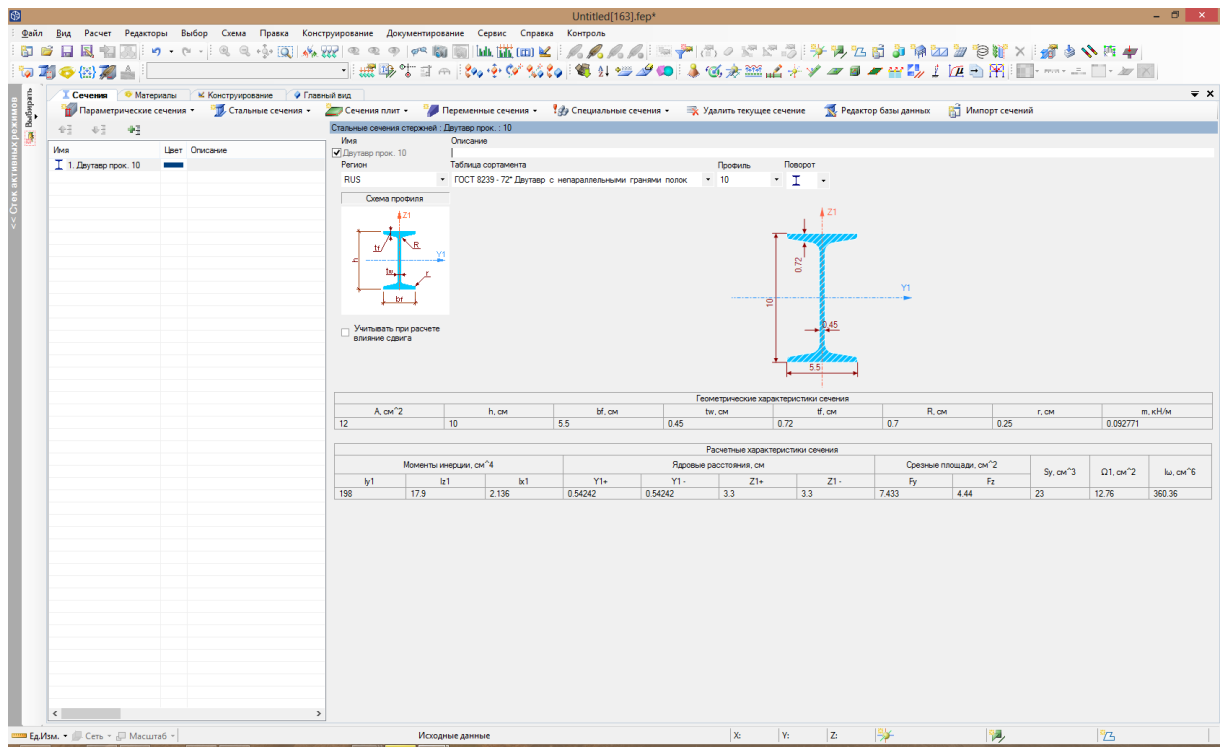 Untitled[163].fep*
Файл Вид Расчет Редакторы Выбор Схема Правка Конструирование Документирование Сервис Справка Контроль
<< Стек активных режимов
Выбирать
Сечения Материалы Конструирование Главный вид
Параметрические сечения Стальные сечения Сечения плит Переменные сечения Специальные сечения Удалить текущее сечение Редактор базы данных Импорт сечений
Стальные сечения стержней : Двутавр прок. : 10
Имя Цвет Описание
1. Двутавр прок. 10
Имя Описание
Двутавр прок. 10
Регион Таблица сортамента Профиль Поворот
RUS ГОСТ 8239 - 72* Двутавр с непараллельными гранями полок 10
Схема профиля
Z1
tf R
Y1
h
tw r
bf
Учитывать при расчете
влияние сдвига
Z1
0.72
Y1
10
0.45
5.5
Геометрические характеристики сечения
A, см^2 h, см bf, см tw, см tf, см R, см r, см m, кН/м
12 10 5.5 0.45 0.72 0.7 0.25 0.092771
Расчетные характеристики сечения
Моменты инерции, см^4 Ядровые расстояния, см Срезные площади, см^2 Sy, см^3 Ω1, см^2 Iω, см^6
Iy1 Iz1 Ix1 Y1+ Y1 - Z1+ Z1 - Fy Fz
198 17.9 2.136 0.54242 0.54242 3.3 3.3 7.433 4.44 23 12.76 360.36
Ед.Изм. Сеть Масштаб Исходные данные X: Y: Z: